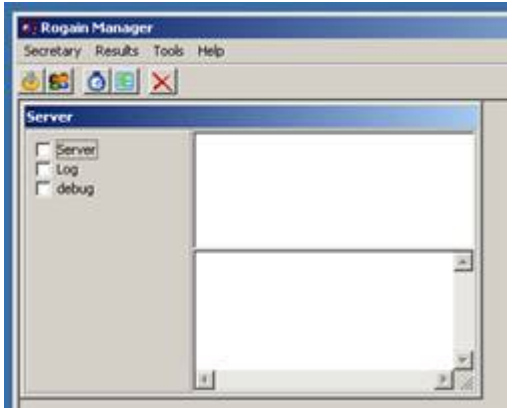 Rogain Manager
Secretary Results Tools Help
Server
Server
Log
debug